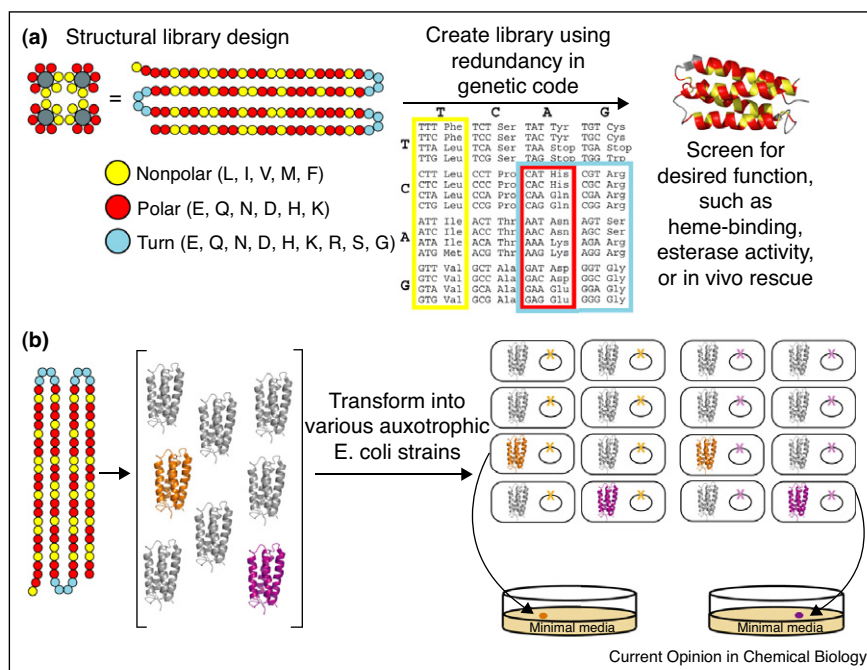 (a) Structural library design
Create library using
redundancy in
genetic code
=
T C A G
TTT Phe TCT Ser TAT Tyr TGT Cys
TTC Phe TCC Ser TAC Tyr TGC Cys
TTA Leu TCA Ser TAA Stop TGA Stop
TTG Leu TCG Ser TAG Stop TGG Trp
T
CTT Leu CCT Pro CAT His CGT Arg
CTC Leu CCC Pro CAC His CGC Arg
CTA Leu CCA Pro CAA Gln CGA Arg
CTG Leu CCG Pro CAG Gln CGG Arg
C
ATT Ile ACT Thr AAT Asn AGT Ser
ATC Ile ACC Thr AAC Asn AGC Ser
ATA Ile ACA Thr AAA Lys AGA Arg
ATG Met ACG Thr AAG Lys AGG Arg
A
GTT Val GCT Ala GAT Asp GGT Gly
GTC Val GCC Ala GAC Asp GGC Gly
GTA Val GCA Ala GAA Glu GGA Gly
GTG Val GCG Ala GAG Glu GGG Gly
G
Nonpolar (L, I, V, M, F)
Polar (E, Q, N, D, H, K)
Turn (E, Q, N, D, H, K, R, S, G)
Screen for
desired function,
such as
heme-binding,
esterase activity,
or in vivo rescue
(b)
Transform into
various auxotrophic
E. coli strains
X X X X
X X X X
X X X X
X X X X
Minimal media Minimal media
Current Opinion in Chemical Biology